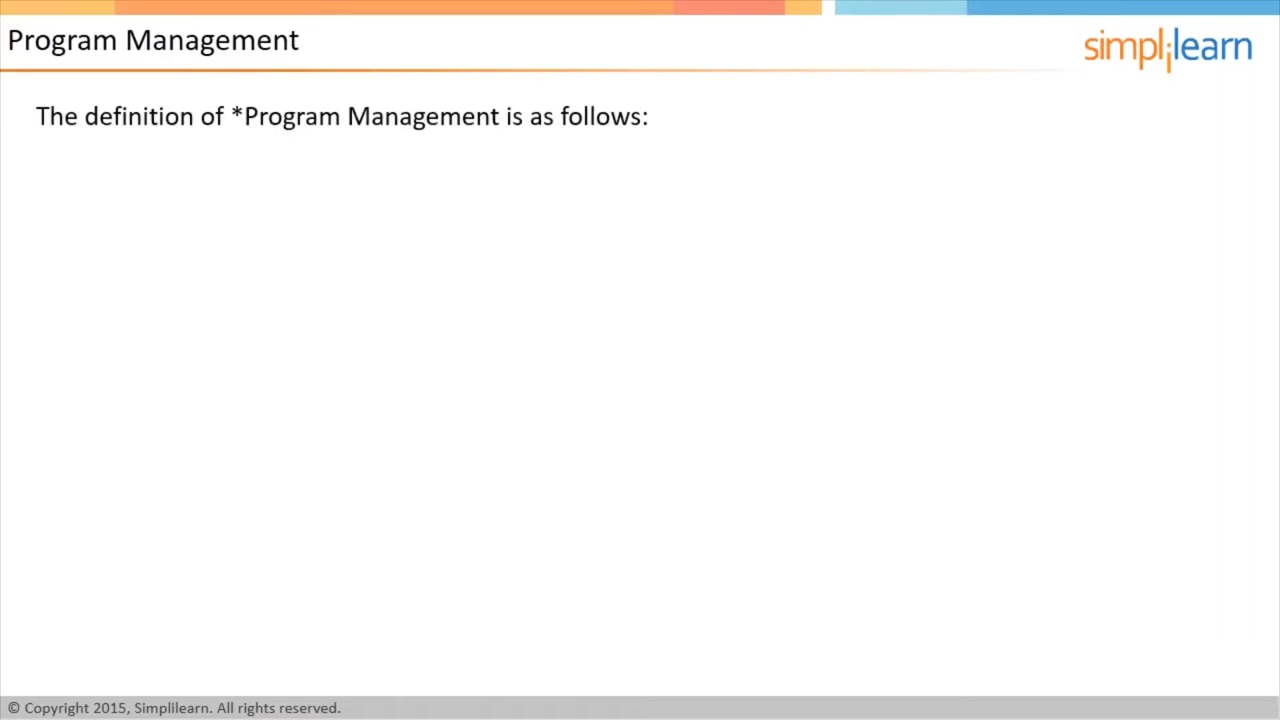 Program Management
simplilearn
The definition of *Program Management is as follows:
© Copyright 2015, Simplilearn. All rights reserved.